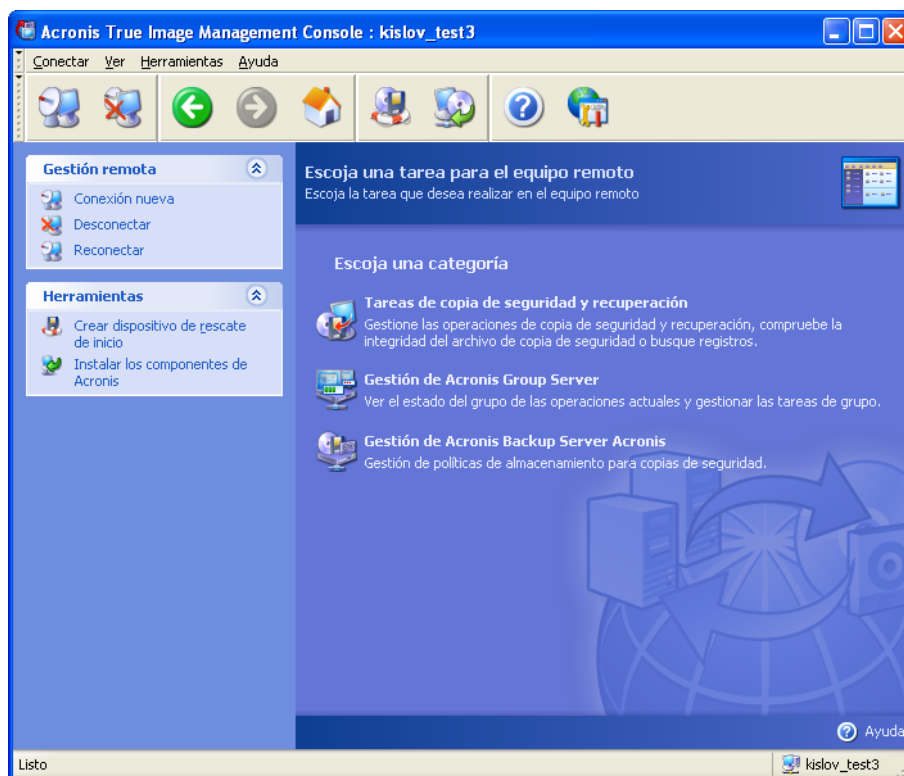 Acronis True Image Management Console : kislov_test3
Conectar Ver Herramientas Ayuda
Gestión remota
Conexión nueva
Desconectar
Reconectar
Herramientas
Crear dispositivo de rescate
de inicio
Instalar los componentes de
Acronis
Escoja una tarea para el equipo remoto
Escoja la tarea que desea realizar en el equipo remoto
Escoja una categoría
Tareas de copia de seguridad y recuperación
Gestione las operaciones de copia de seguridad y recuperación, compruebe la
integridad del archivo de copia de seguridad o busque registros.
Gestión de Acronis Group Server
Ver el estado del grupo de las operaciones actuales y gestionar las tareas de grupo.
Gestión de Acronis Backup Server Acronis
Gestión de políticas de almacenamiento para copias de seguridad.
Ayuda
Listo
kislov_test3